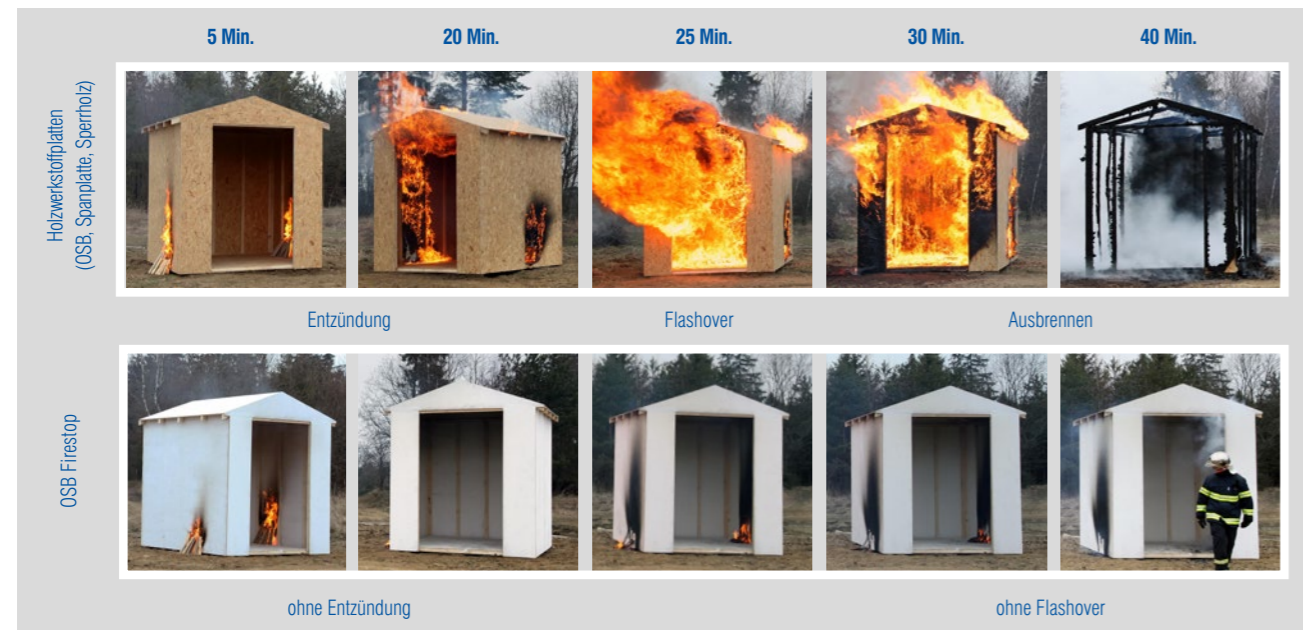 5 Min.
20 Min.
25 Min.
30 Min.
40 Min.
Holzwerkstoffplatten
(OSB, Spanplatte, Sperrholz)
Entzündung
Flashover
Ausbrennen
OSB Firestop
ohne Entzündung
ohne Flashover